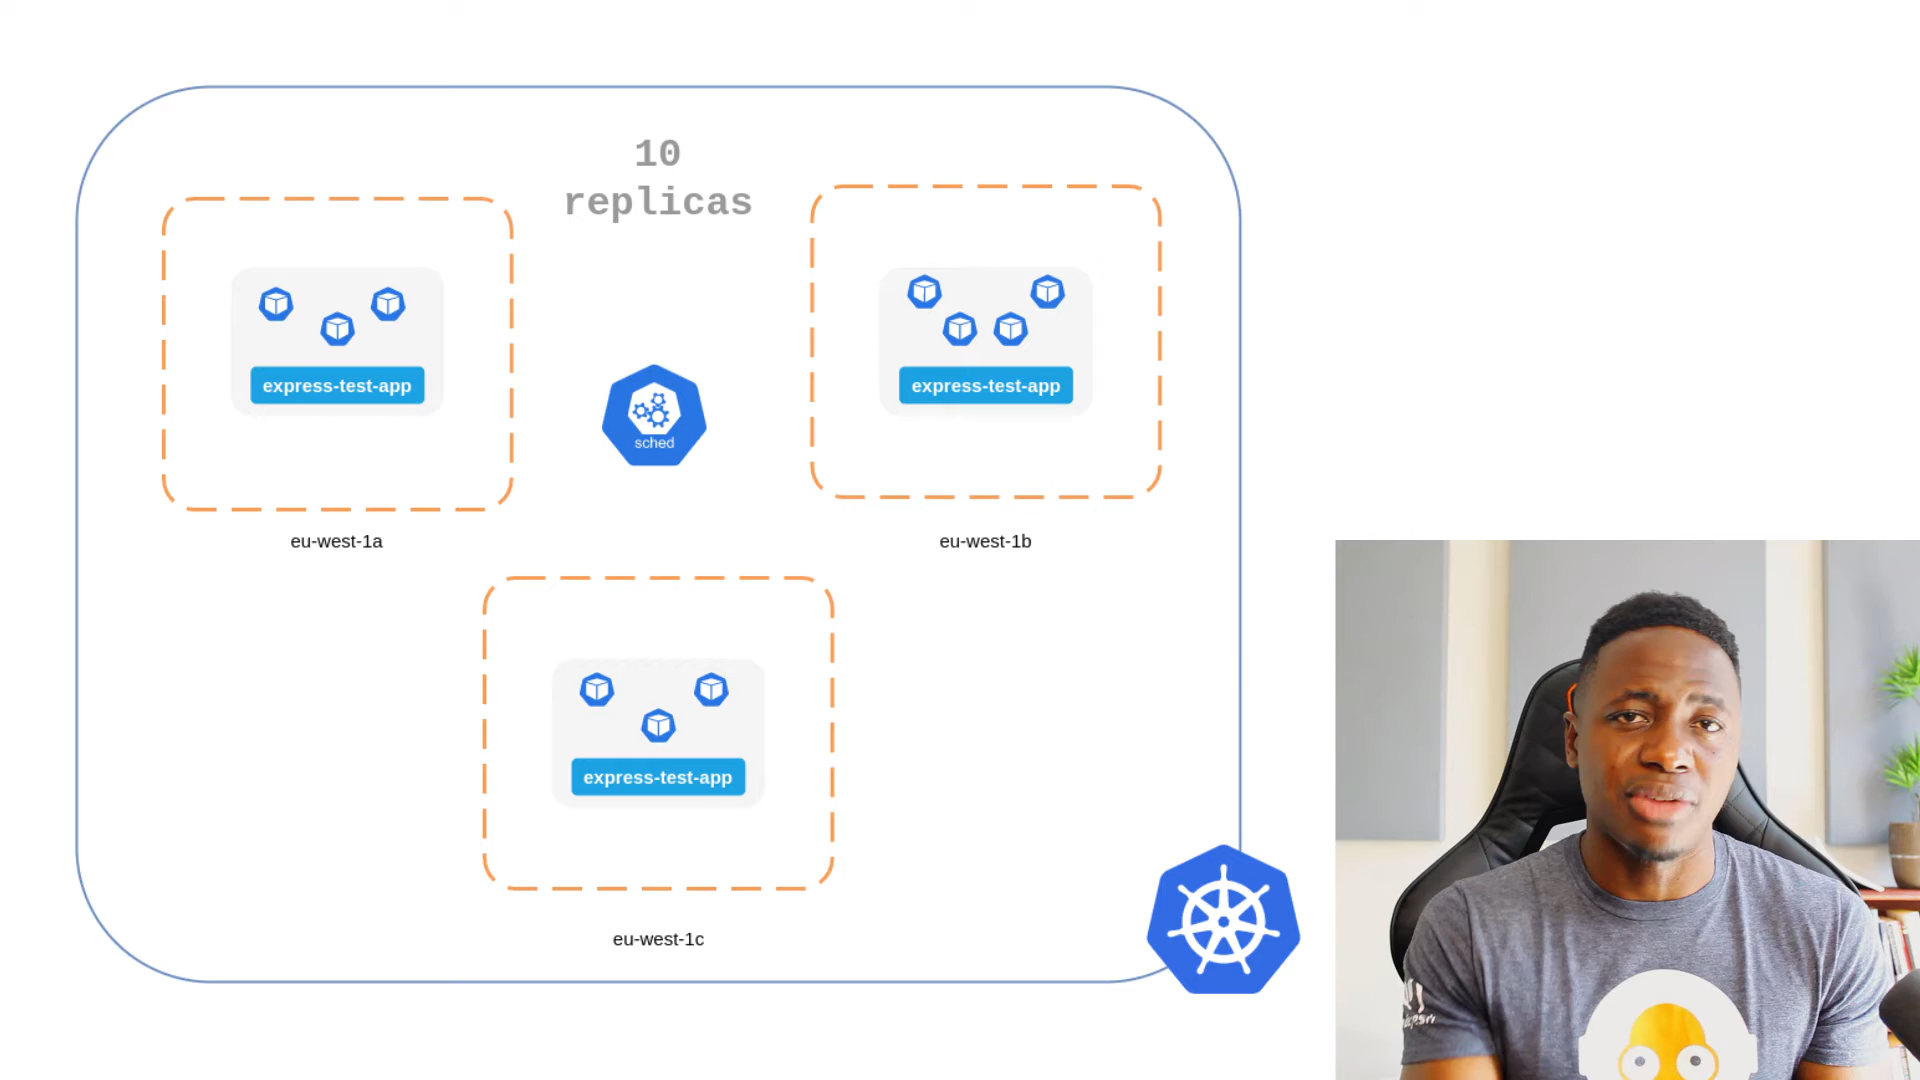 10
replicas
express-test-app
express-test-app
sched
eu-west-1a
eu-west-1b
express-test-app
eu-west-1c